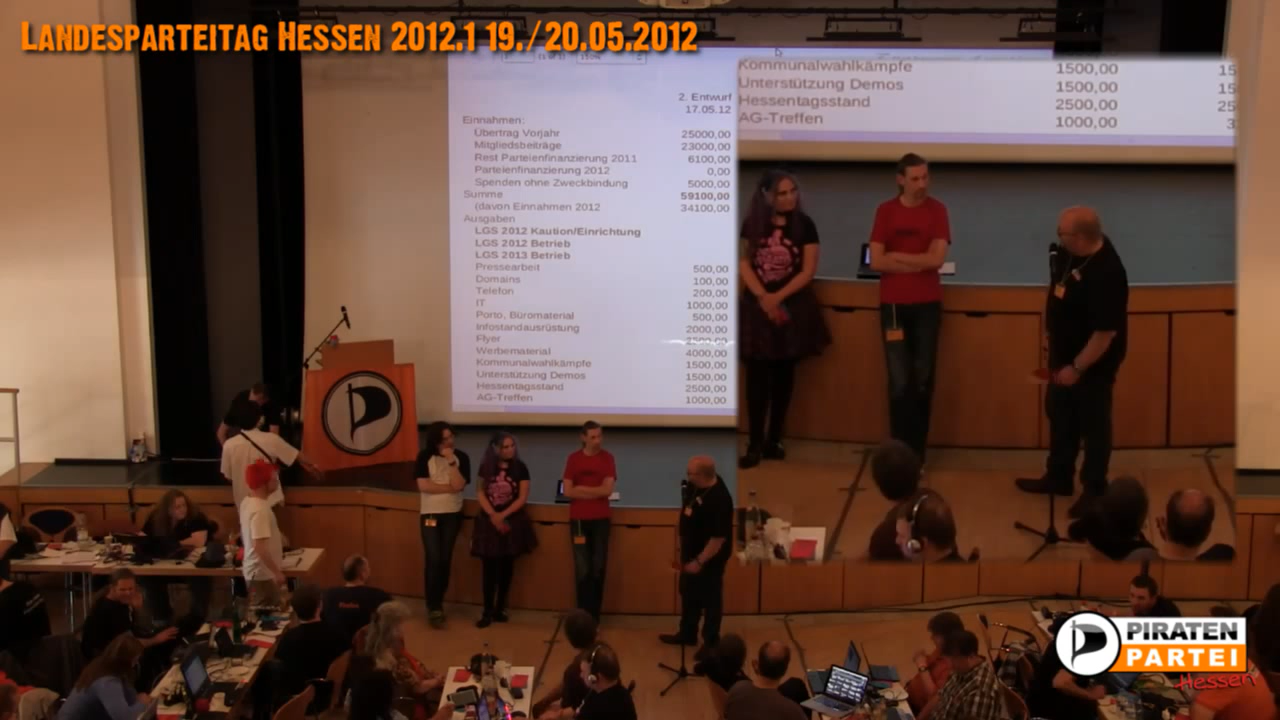 LANDESPARTEITAG HESSEN 2012.1 19./20.05.2012
2. Entwurf
17.05.12
Einnahmen:
Übertrag Vorjahr 25000,00
Mitgliedsbeiträge 23000,00
Rest Parteienfinanzierung 2011 6100,00
Parteienfinanzierung 2012 0,00
Spenden ohne Zweckbindung 5000,00
Summe 59100,00
(davon Einnahmen 2012 34100,00
Ausgaben
LGS 2012 Kaution/Einrichtung
LGS 2012 Betrieb
LGS 2013 Betrieb
Pressearbeit 500,00
Domains 100,00
Telefon 200,00
IT 1000,00
Porto, Büromaterial 500,00
Infostandausrüstung 2000,00
Flyer
Werbematerial 4000,00
Kommunalwahlkämpfe 1500,00
Unterstützung Demos 1500,00
Hessentagsstand 2500,00
AG-Treffen 1000,00
Kommunalwahlkämpfe 1500,00 15
Unterstützung Demos 1500,00 15
Hessentagsstand 2500,00 25
AG-Treffen 1000,00 3
PIRATEN
PARTEI
Hessen